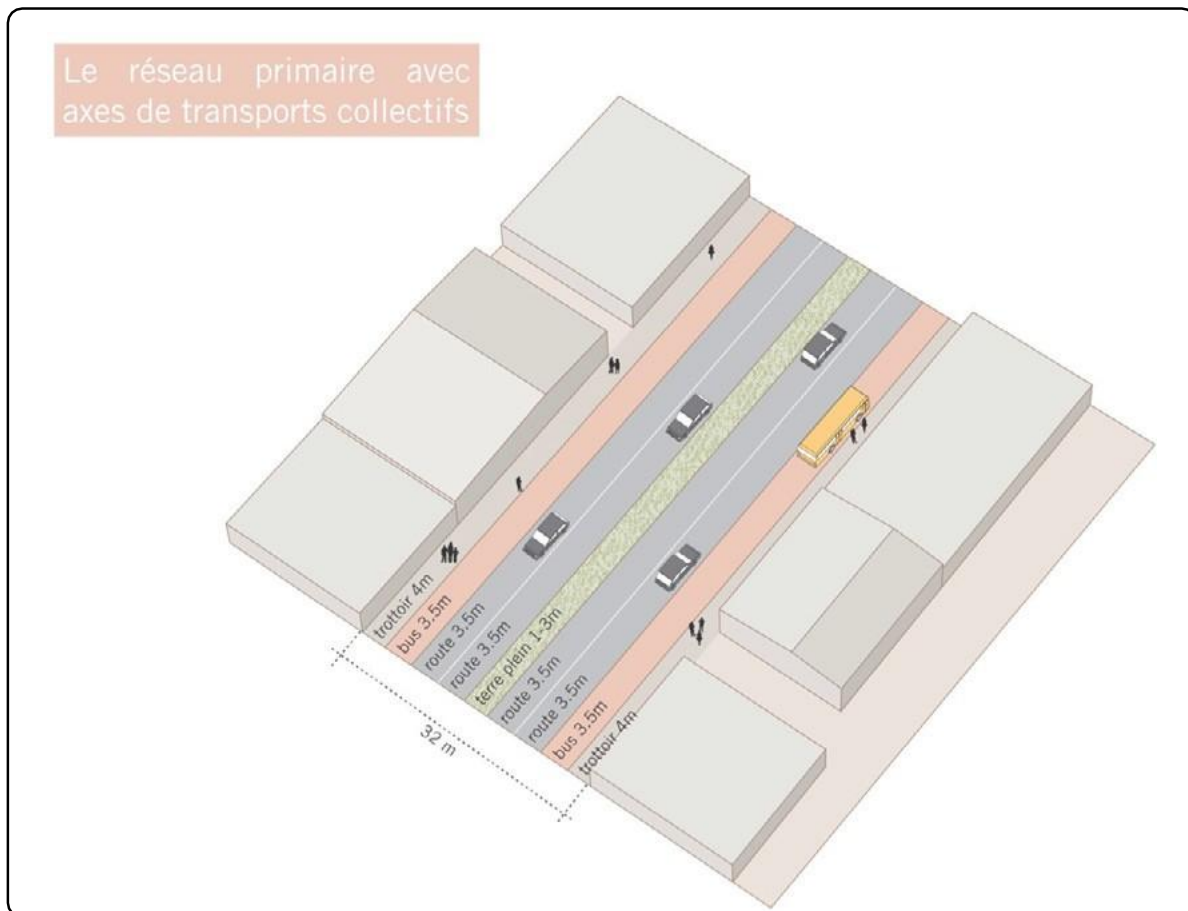 Le réseau primaire avec
axes de transports collectifs
trottoir 4m
bus 3.5m
route 3.5m
route 3.5m
terre plein 1-3m
route 3.5m
route 3.5m
bus 3.5m
trottoir 4m
32 m